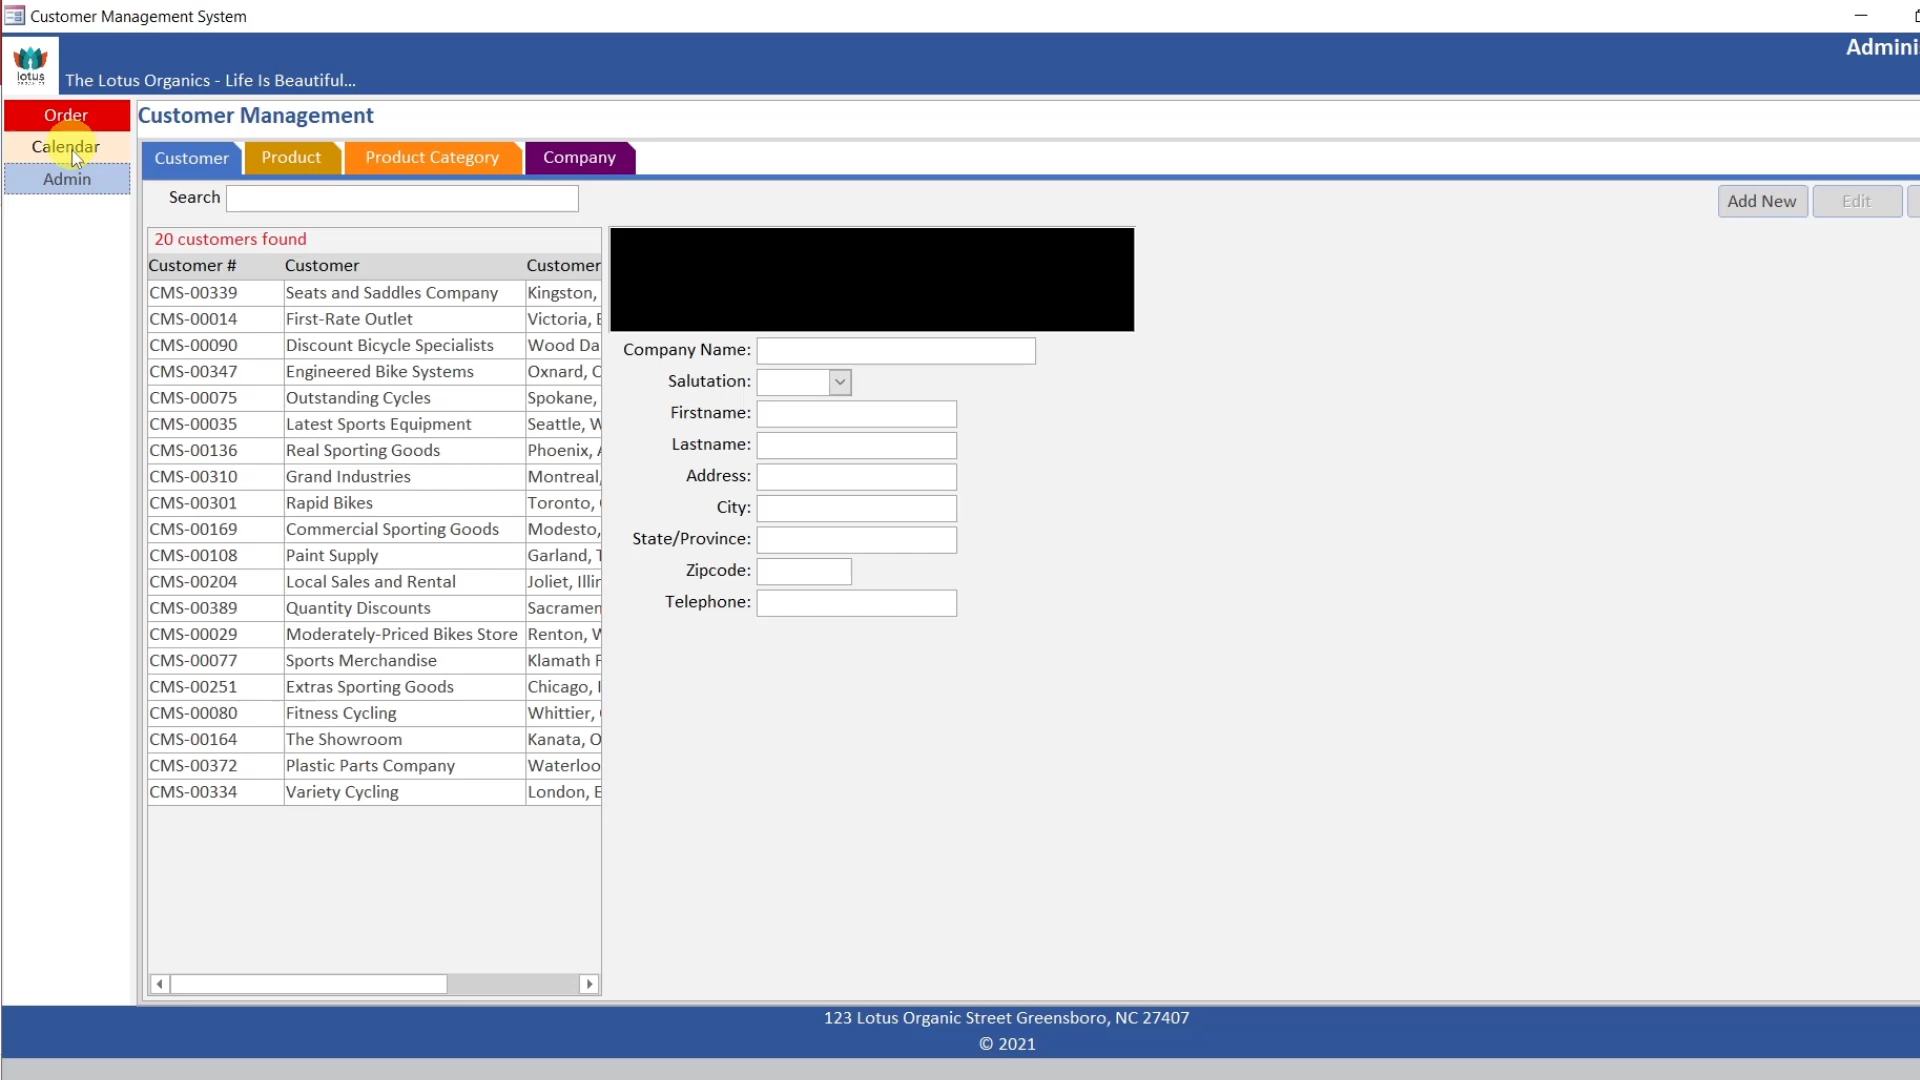 Customer Management System
Admini
lotus
The Lotus Organics - Life Is Beautiful...
Order
Calendar
Admin
Customer Management
Customer Product Product Category Company
Search
Add New Edit
20 customers found
Customer # Customer Customer
CMS-00339 Seats and Saddles Company Kingston,
CMS-00014 First-Rate Outlet Victoria,
CMS-00090 Discount Bicycle Specialists Wood Da
CMS-00347 Engineered Bike Systems Oxnard, C
CMS-00075 Outstanding Cycles Spokane,
CMS-00035 Latest Sports Equipment Seattle, W
CMS-00136 Real Sporting Goods Phoenix, A
CMS-00310 Grand Industries Montreal,
CMS-00301 Rapid Bikes Toronto,
CMS-00169 Commercial Sporting Goods Modesto,
CMS-00108 Paint Supply Garland, T
CMS-00204 Local Sales and Rental Joliet, Illin
CMS-00389 Quantity Discounts Sacramen
CMS-00029 Moderately-Priced Bikes Store Renton, W
CMS-00077 Sports Merchandise Klamath F
CMS-00251 Extras Sporting Goods Chicago, I
CMS-00080 Fitness Cycling Whittier,
CMS-00164 The Showroom Kanata, O
CMS-00372 Plastic Parts Company Waterloo
CMS-00334 Variety Cycling London, E
Company Name:
Salutation:
Firstname:
Lastname:
Address:
City:
State/Province:
Zipcode:
Telephone:
123 Lotus Organic Street Greensboro, NC 27407
© 2021